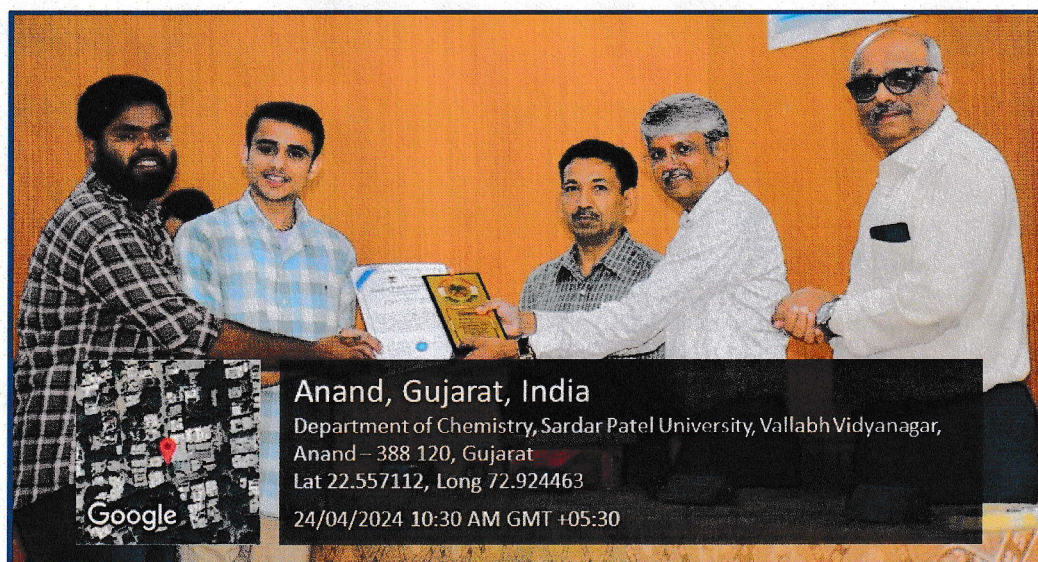 Anand, Gujarat, India
Department of Chemistry, Sardar Patel University, Vallabh Vidyanagar,
Anand – 388 120, Gujarat
Lat 22.557112, Long 72.924463
Google
24/04/2024 10:30 AM GMT +05:30